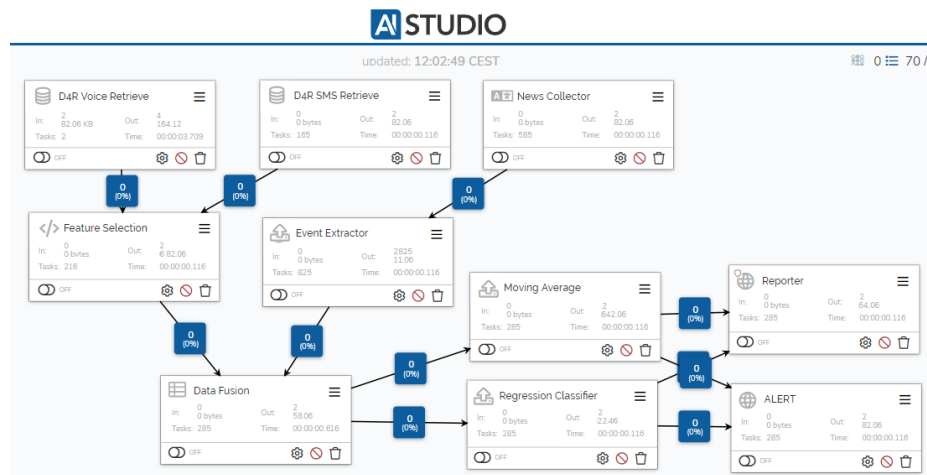 AI STUDIO
updated: 12:02:49 CEST
0 70 /
D4R Voice Retrieve
In: 2 82.06 KB Out: 4 164.12
Tasks: 2 Time: 00:00:03.709
OFF
D4R SMS Retrieve
In: 0 0 bytes Out: 2 82.06
Tasks: 165 Time: 00:00:00.116
OFF
News Collector
In: 0 0 bytes Out: 2 82.06
Tasks: 585 Time: 00:00:00.116
OFF
0 (0%)
0 (0%)
0 (0%)
Feature Selection
In: 0 0 bytes Out: 2 6 82.06
Tasks: 216 Time: 00:00:00.116
OFF
Event Extractor
In: 0 0 bytes Out: 2825 11.06
Tasks: 825 Time: 00:00:00.116
OFF
0 (0%)
0 (0%)
Moving Average
In: 0 0 bytes Out: 2 642.06
Tasks: 285 Time: 00:00:00.116
OFF
0 (0%)
Reporter
In: 0 0 bytes Out: 2 64.06
Tasks: 285 Time: 00:00:00.116
OFF
0 (0%)
0 (0%)
Data Fusion
In: 0 0 bytes Out: 2 58.06
Tasks: 285 Time: 00:00:00.616
OFF
0 (0%)
Regression Classifier
In: 0 0 bytes Out: 2 22.46
Tasks: 285 Time: 00:00:00.116
OFF
0 (0%)
ALERT
In: 0 0 bytes Out: 2 82.06
Tasks: 285 Time: 00:00:00.116
OFF